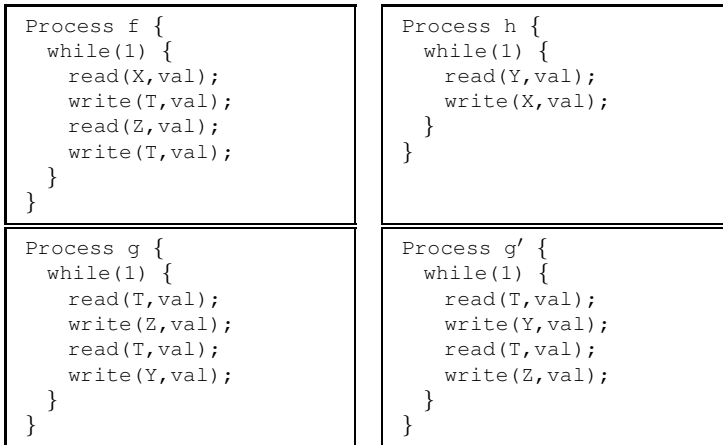 Process f {
while(1) {
read(X,val);
write(T,val);
read(Z,val);
write(T,val);
}
}
Process h {
while(1) {
read(Y,val);
write(X,val);
}
}
Process g {
while(1) {
read(T,val);
write(Z,val);
read(T,val);
write(Y,val);
}
}
Process g′ {
while(1) {
read(T,val);
write(Y,val);
read(T,val);
write(Z,val);
}
}